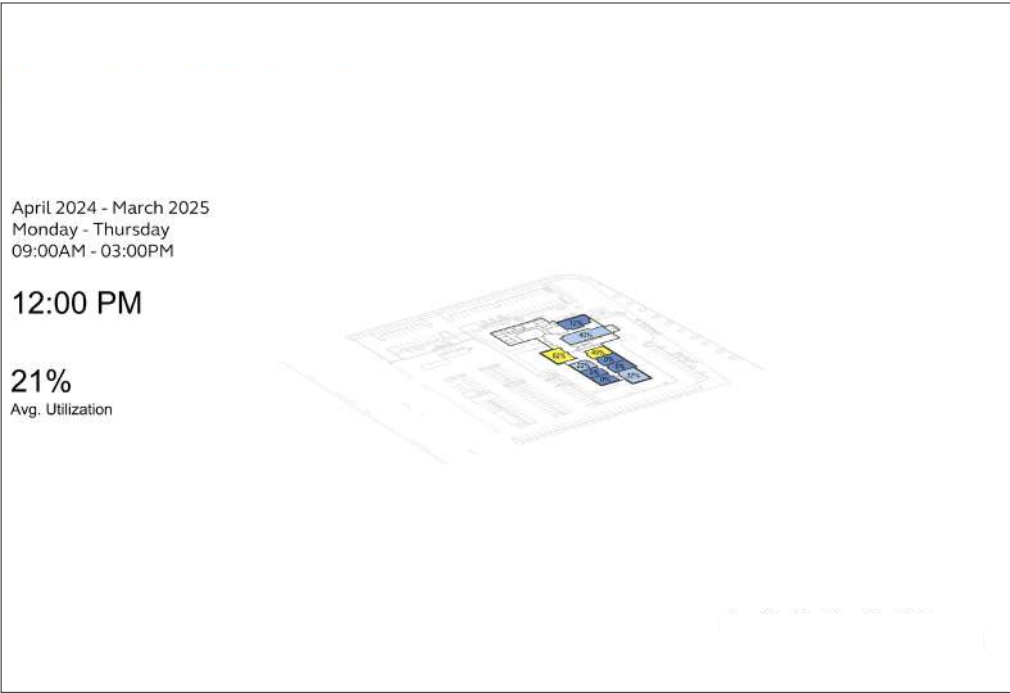 April 2024 - March 2025
Monday - Thursday
09:00AM - 03:00PM
12:00 PM
21%
Avg. Utilization